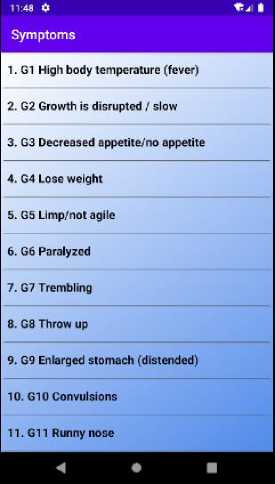 11:48
Symptoms
1. G1 High body temperature (fever)
2. G2 Growth is disrupted / slow
3. G3 Decreased appetite/no appetite
4. G4 Lose weight
5. G5 Limp/not agile
6. G6 Paralyzed
7. G7 Trembling
8. G8 Throw up
9. G9 Enlarged stomach (distended)
10. G10 Convulsions
11. G11 Runny nose